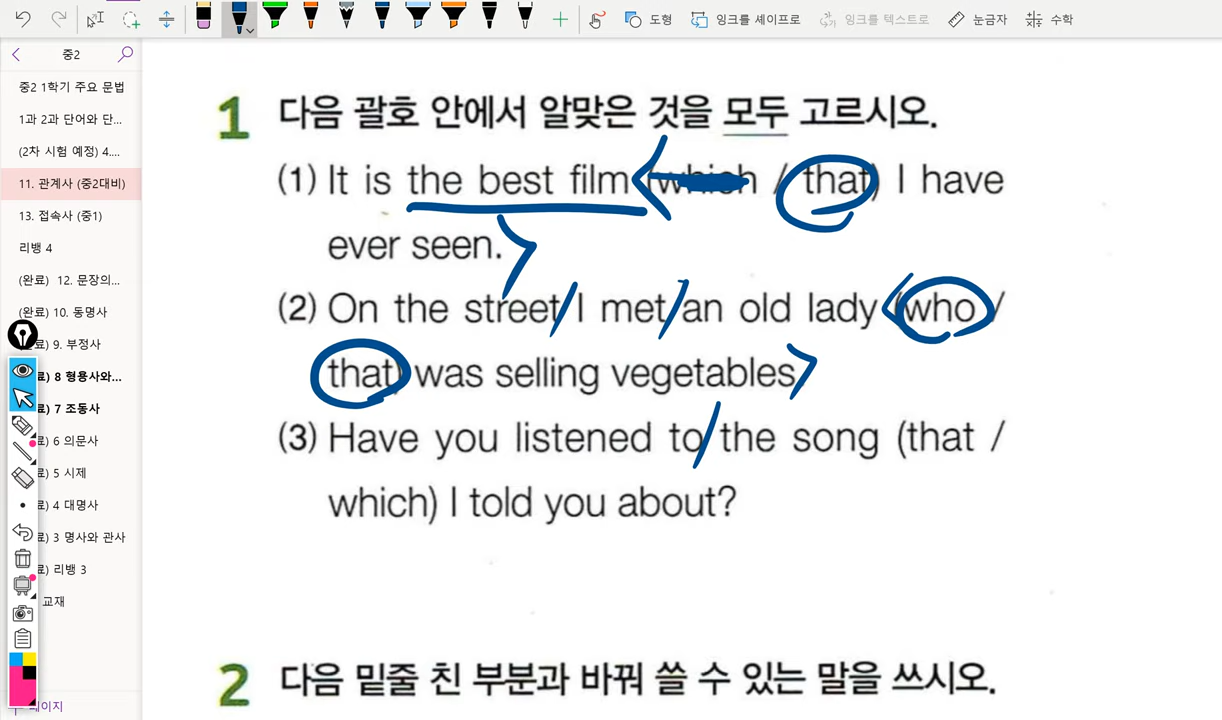 도형
잉크를 셰이프로
잉크를 텍스트로
눈금자
수학
중2
중2 1학기 주요 문법
1과 2과 단어와 단...
(2차 시험 예정) 4....
11. 관계사 (중2대비)
13. 접속사 (중1)
리뱅 4
(완료) 12. 문장의...
(완료) 10. 동명사
료) 9. 부정사
료) 8 형용사와...
료) 7 조동사
료) 6 의문사
료) 5 시제
료) 4 대명사
료) 3 명사와 관사
료) 리뱅 3
교재
페이지
1 다음 괄호 안에서 알맞은 것을 모두 고르시오.
(1) It is the best film (which / that) I have
ever seen.
(2) On the street I met an old lady (who /
that) was selling vegetables.
(3) Have you listened to the song (that /
which) I told you about?
2 다음 밑줄 친 부분과 바꿔 쓸 수 있는 말을 쓰시오.